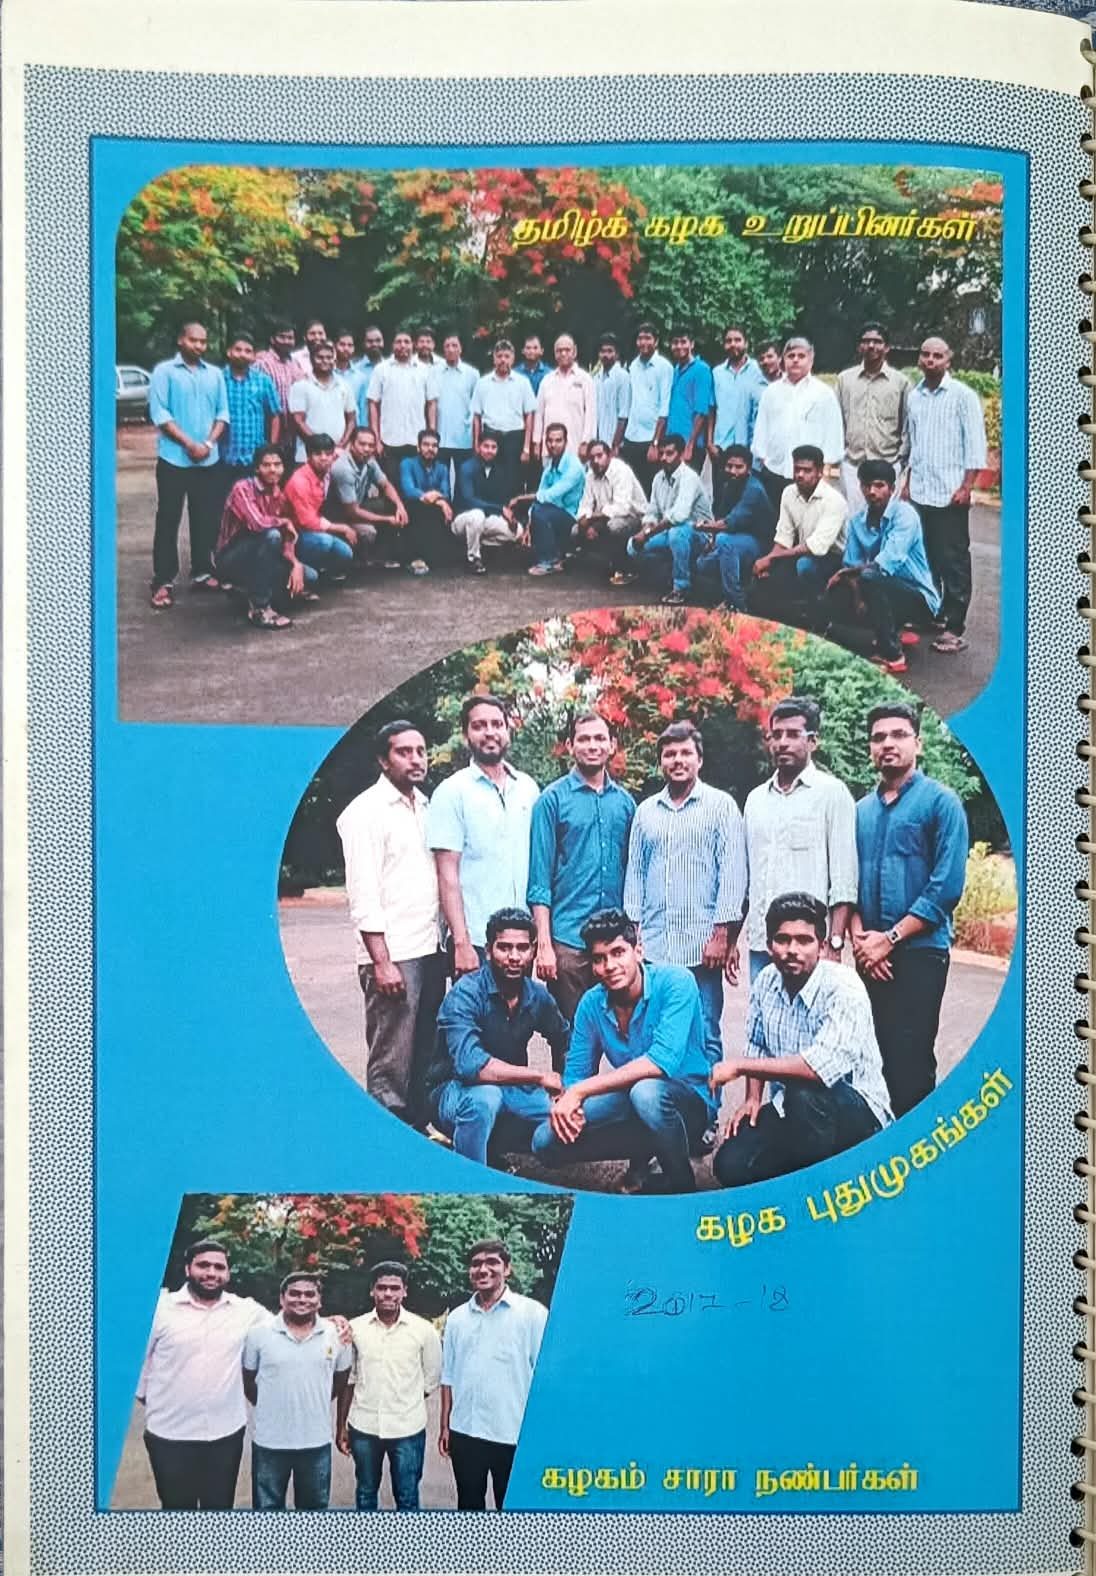 தமிழ்க் கழக உறுப்பினர்கள்
கழக புதுமுகங்கள்
2017-18
கழகம் சாரா நண்பர்கள்